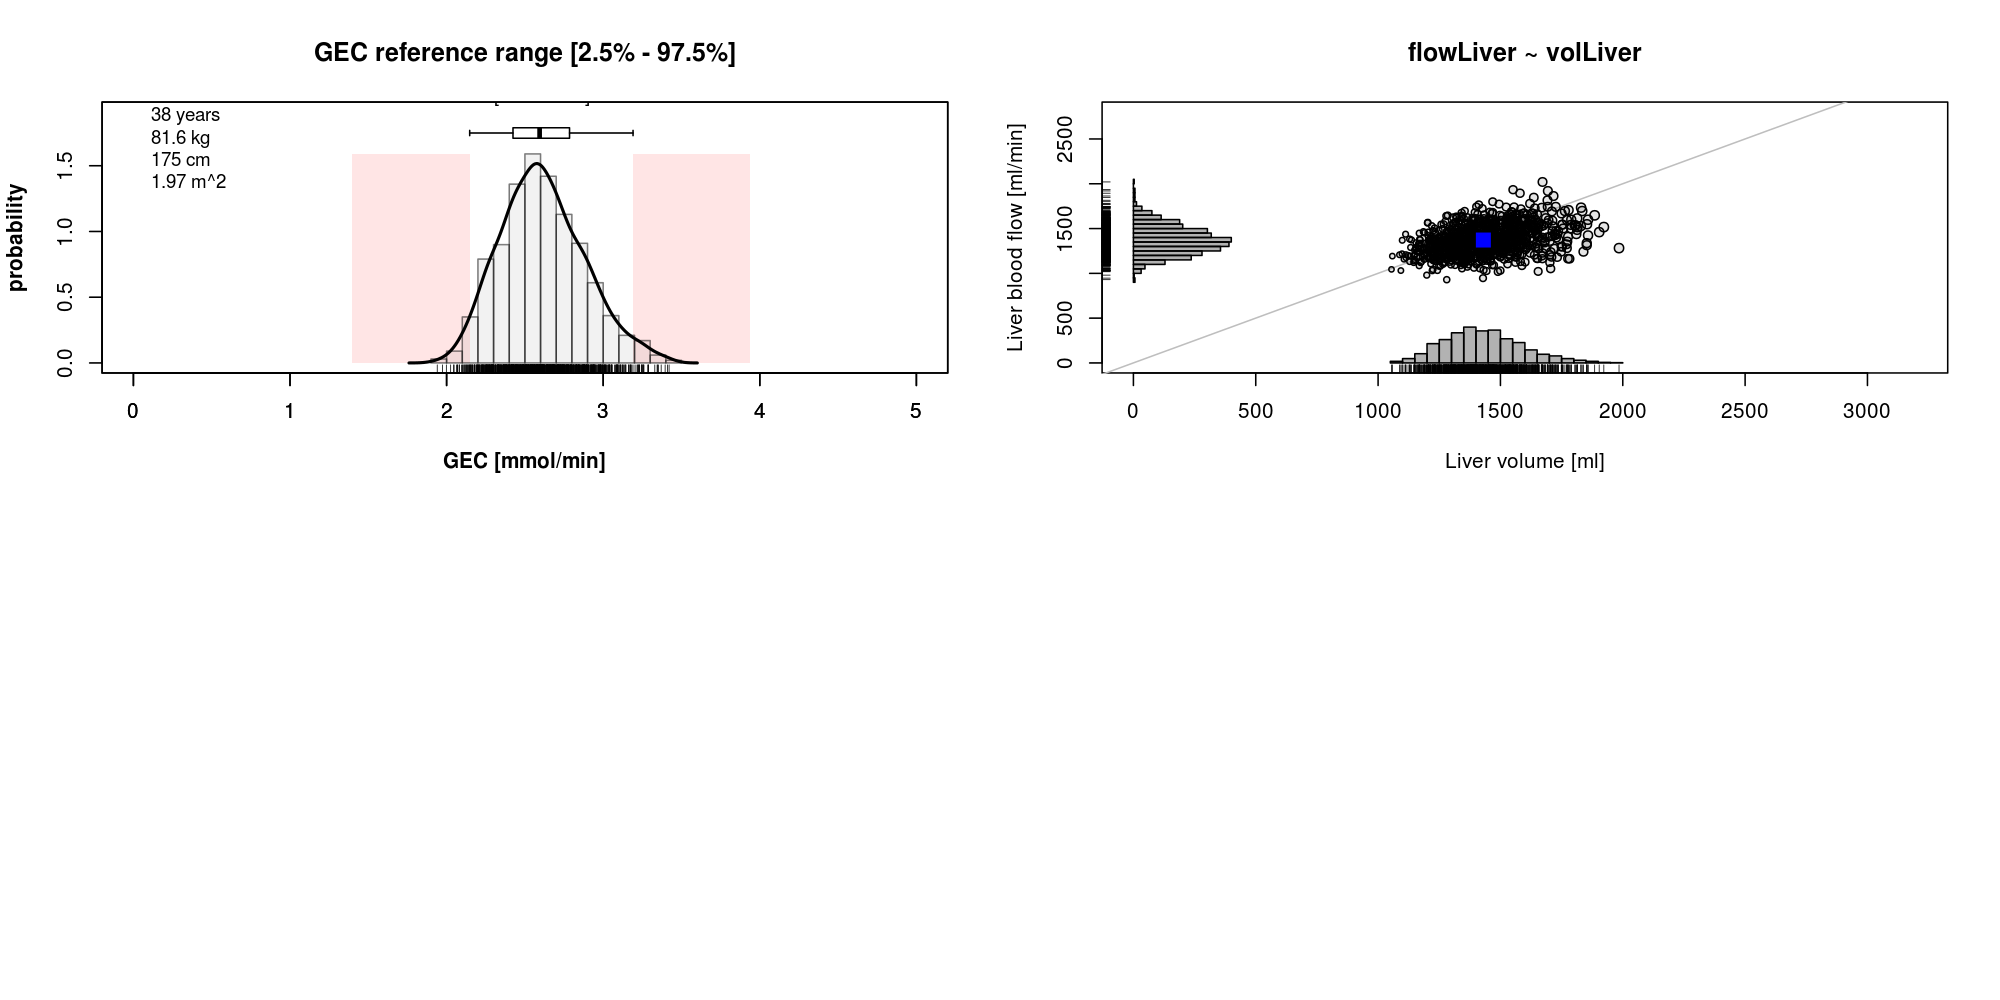 GEC reference range [2.5% - 97.5%]
38 years
81.6 kg
175 cm
1.97 m^2
probability
0.0 0.5 1.0 1.5
0 1 2 3 4 5
GEC [mmol/min]
flowLiver ~ volLiver
Liver blood flow [ml/min]
0 500 1500 2500
0 500 1000 1500 2000 2500 3000
Liver volume [ml]